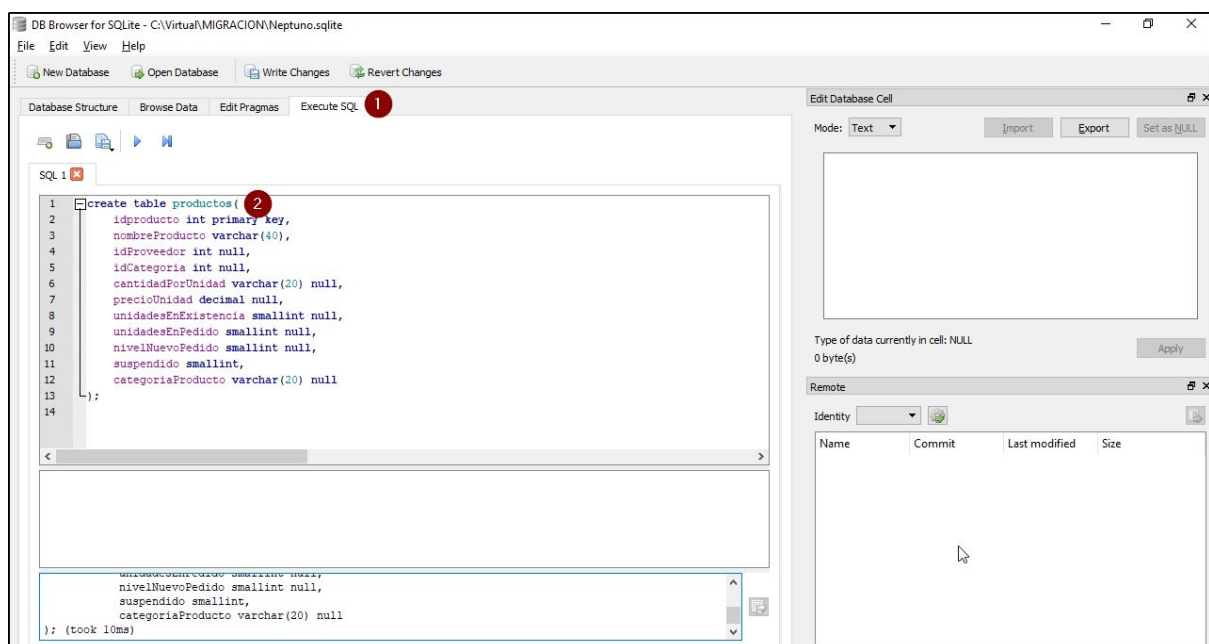 DB Browser for SQLite - C:\Virtual\MIGRACION\Neptuno.sqlite
File Edit View Help
New Database Open Database Write Changes Revert Changes
Database Structure Browse Data Edit Pragmas Execute SQL 1
SQL 1
1 create table productos( 2
2 idproducto int primary key,
3 nombreProducto varchar(40),
4 idProveedor int null,
5 idCategoria int null,
6 cantidadPorUnidad varchar(20) null,
7 precioUnidad decimal null,
8 unidadesEnExistencia smallint null,
9 unidadesEnPedido smallint null,
10 nivelNuevoPedido smallint null,
11 suspendido smallint,
12 categoriaProducto varchar(20) null
13 );
14
unidadesEnPedido smallint null,
nivelNuevoPedido smallint null,
suspendido smallint,
categoriaProducto varchar(20) null
); (took 10ms)
Edit Database Cell
Mode: Text Import Export Set as NULL
Type of data currently in cell: NULL
0 byte(s)
Apply
Remote
Identity
Name Commit Last modified Size